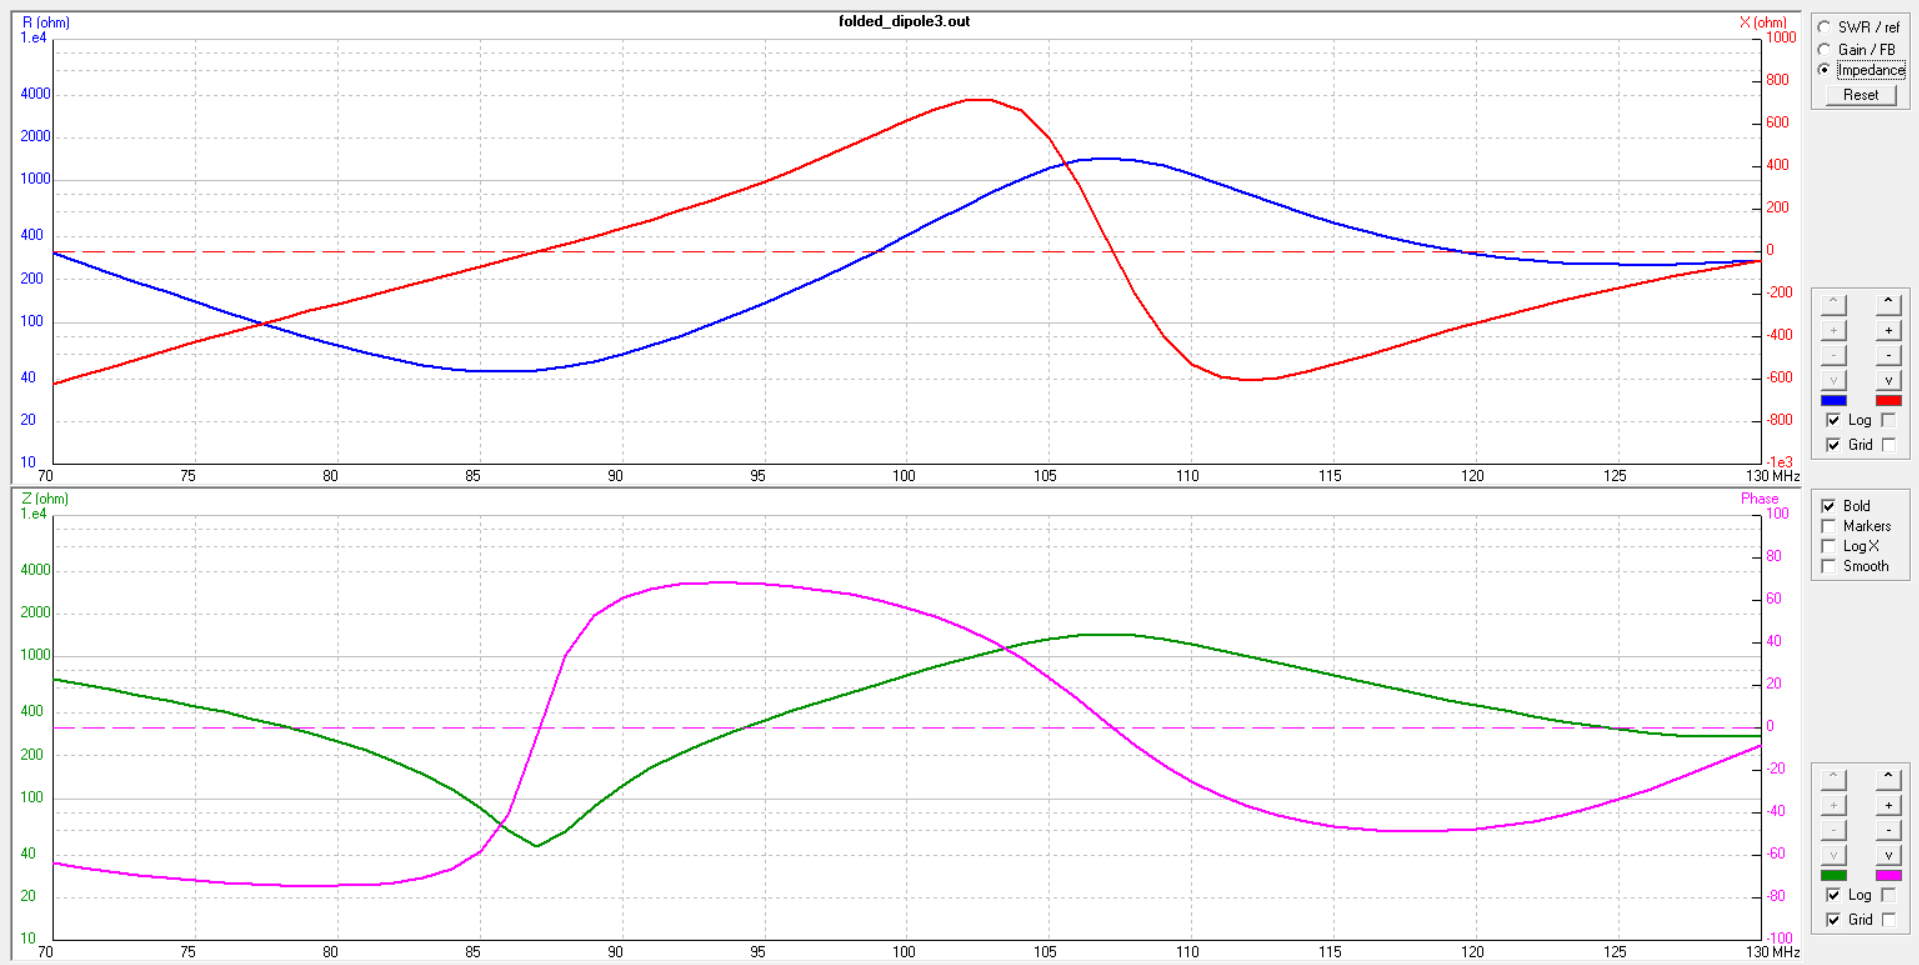 R (ohm) folded_dipole3.out X (ohm)
1.e4 1000
4000 800
2000 600
1000 400
400 200
200 0
100 -200
40 -400
20 -600
10 -800
-1e3
70 75 80 85 90 95 100 105 110 115 120 125 130 MHz
Z (ohm) Phase
1.e4 100
4000 80
2000 60
1000 40
400 20
200 0
100 -20
40 -40
20 -60
10 -80
-100
70 75 80 85 90 95 100 105 110 115 120 125 130 MHz
SWR / ref
Gain / FB
Impedance
Reset
^ ^
+ +
- -
v v
Log
Grid
Bold
Markers
Log X
Smooth
^ ^
+ +
- -
v v
Log
Grid